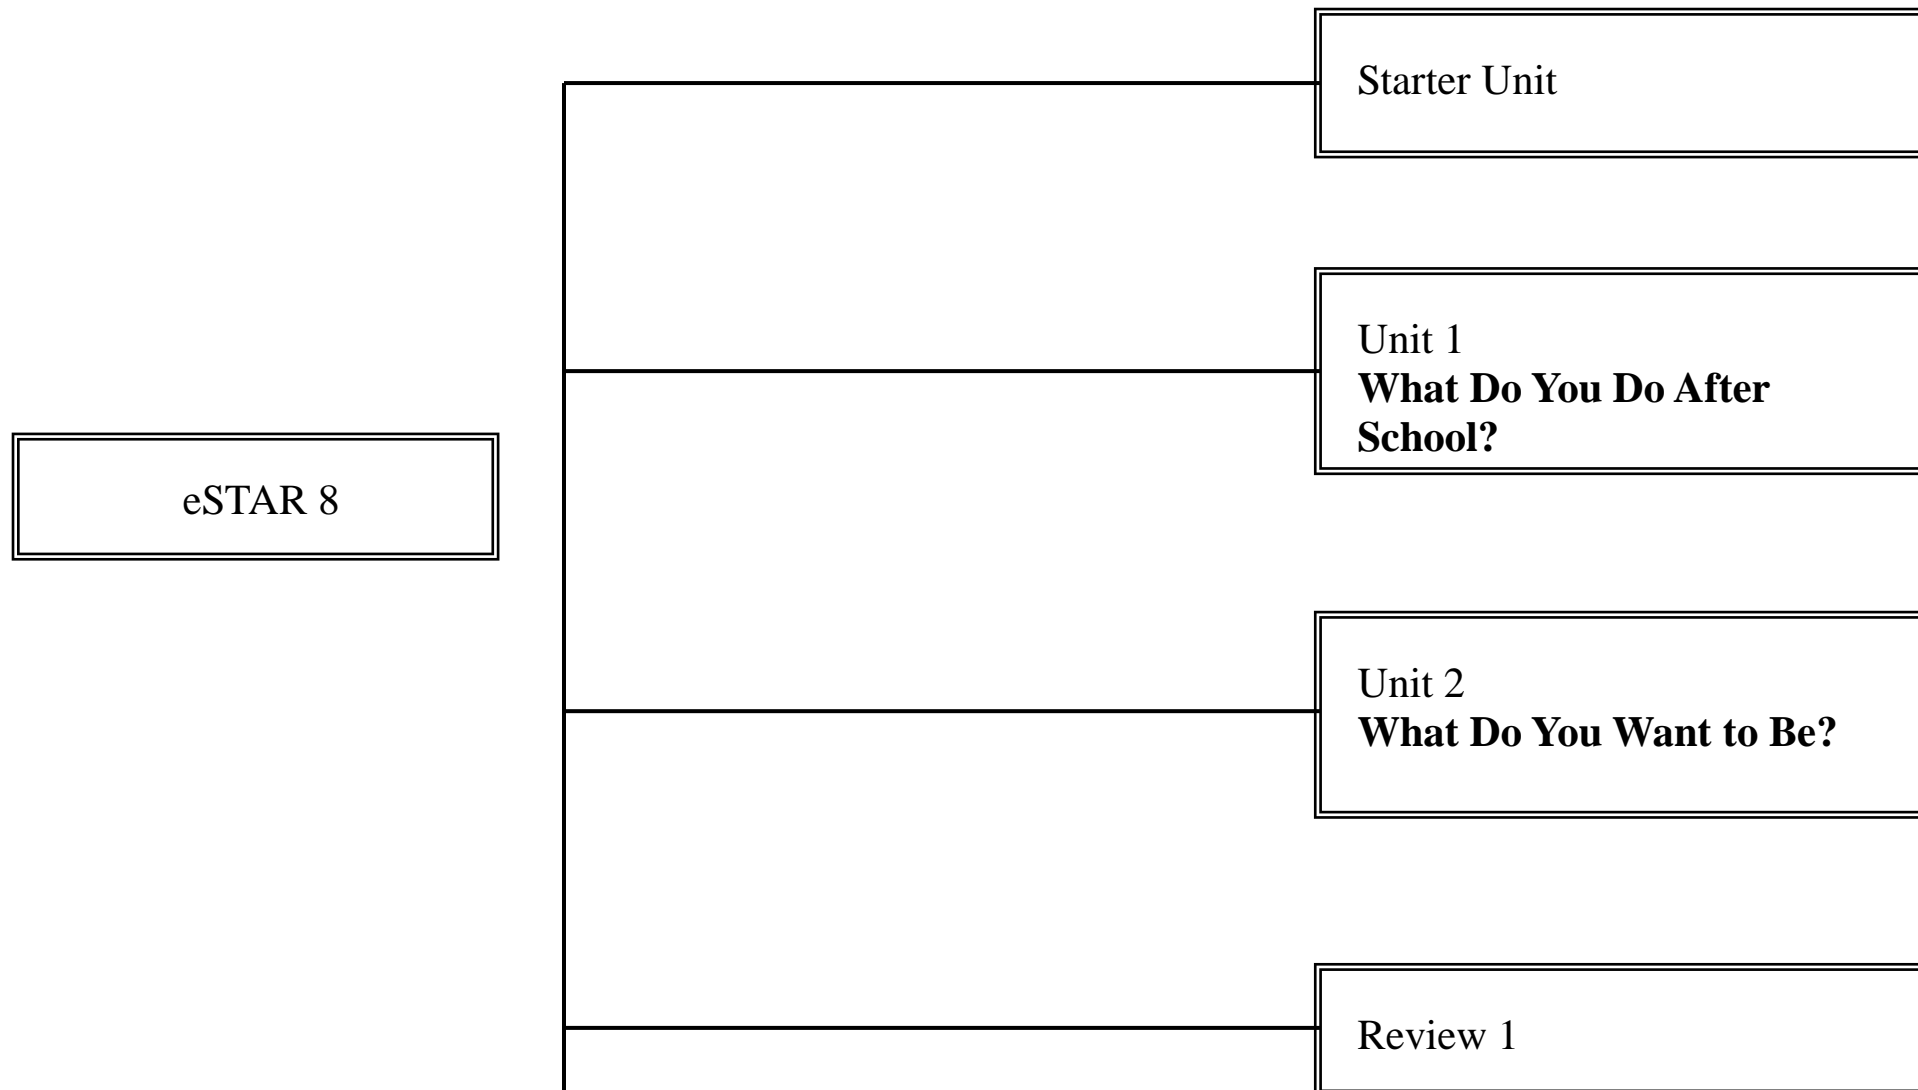 Starter Unit
Unit 1
What Do You Do After
School?
eSTAR 8
Unit 2
What Do You Want to Be?
Review 1